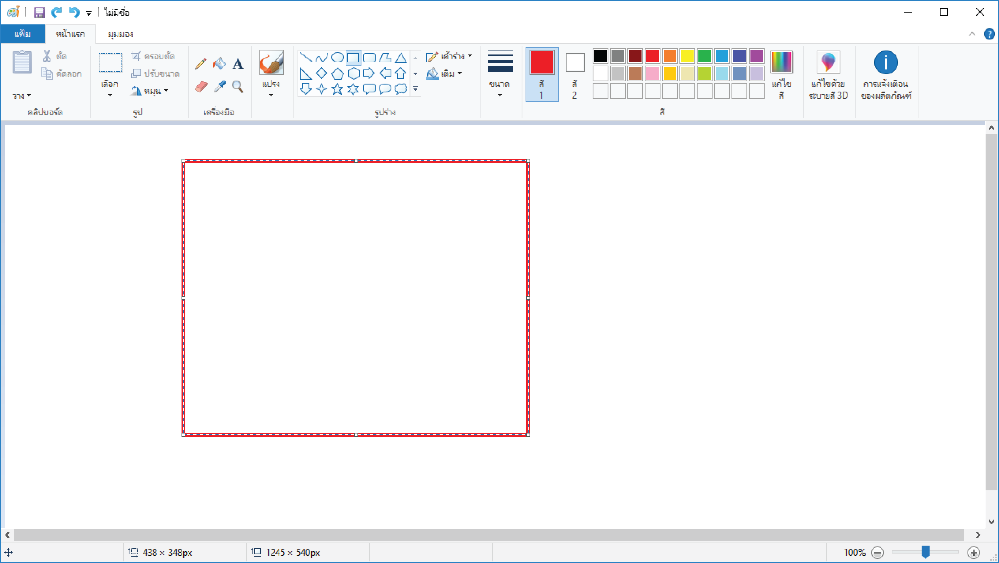 ไม่มีชื่อ
แฟ้ม หน้าแรก มุมมอง
ตัด
คัดลอก
วาง
คลิปบอร์ด
เลือก
ครอบตัด
ปรับขนาด
หมุน
รูป
A
เครื่องมือ
แปรง
เค้าร่าง
เติม
รูปร่าง
ขนาด
สี
1
สี
2
แก้ไข
สี
สี
แก้ไขด้วย
ระบายสี 3D
การแจ้งเตือน
ของผลิตภัณฑ์
438 × 348px 1245 × 540px 100%